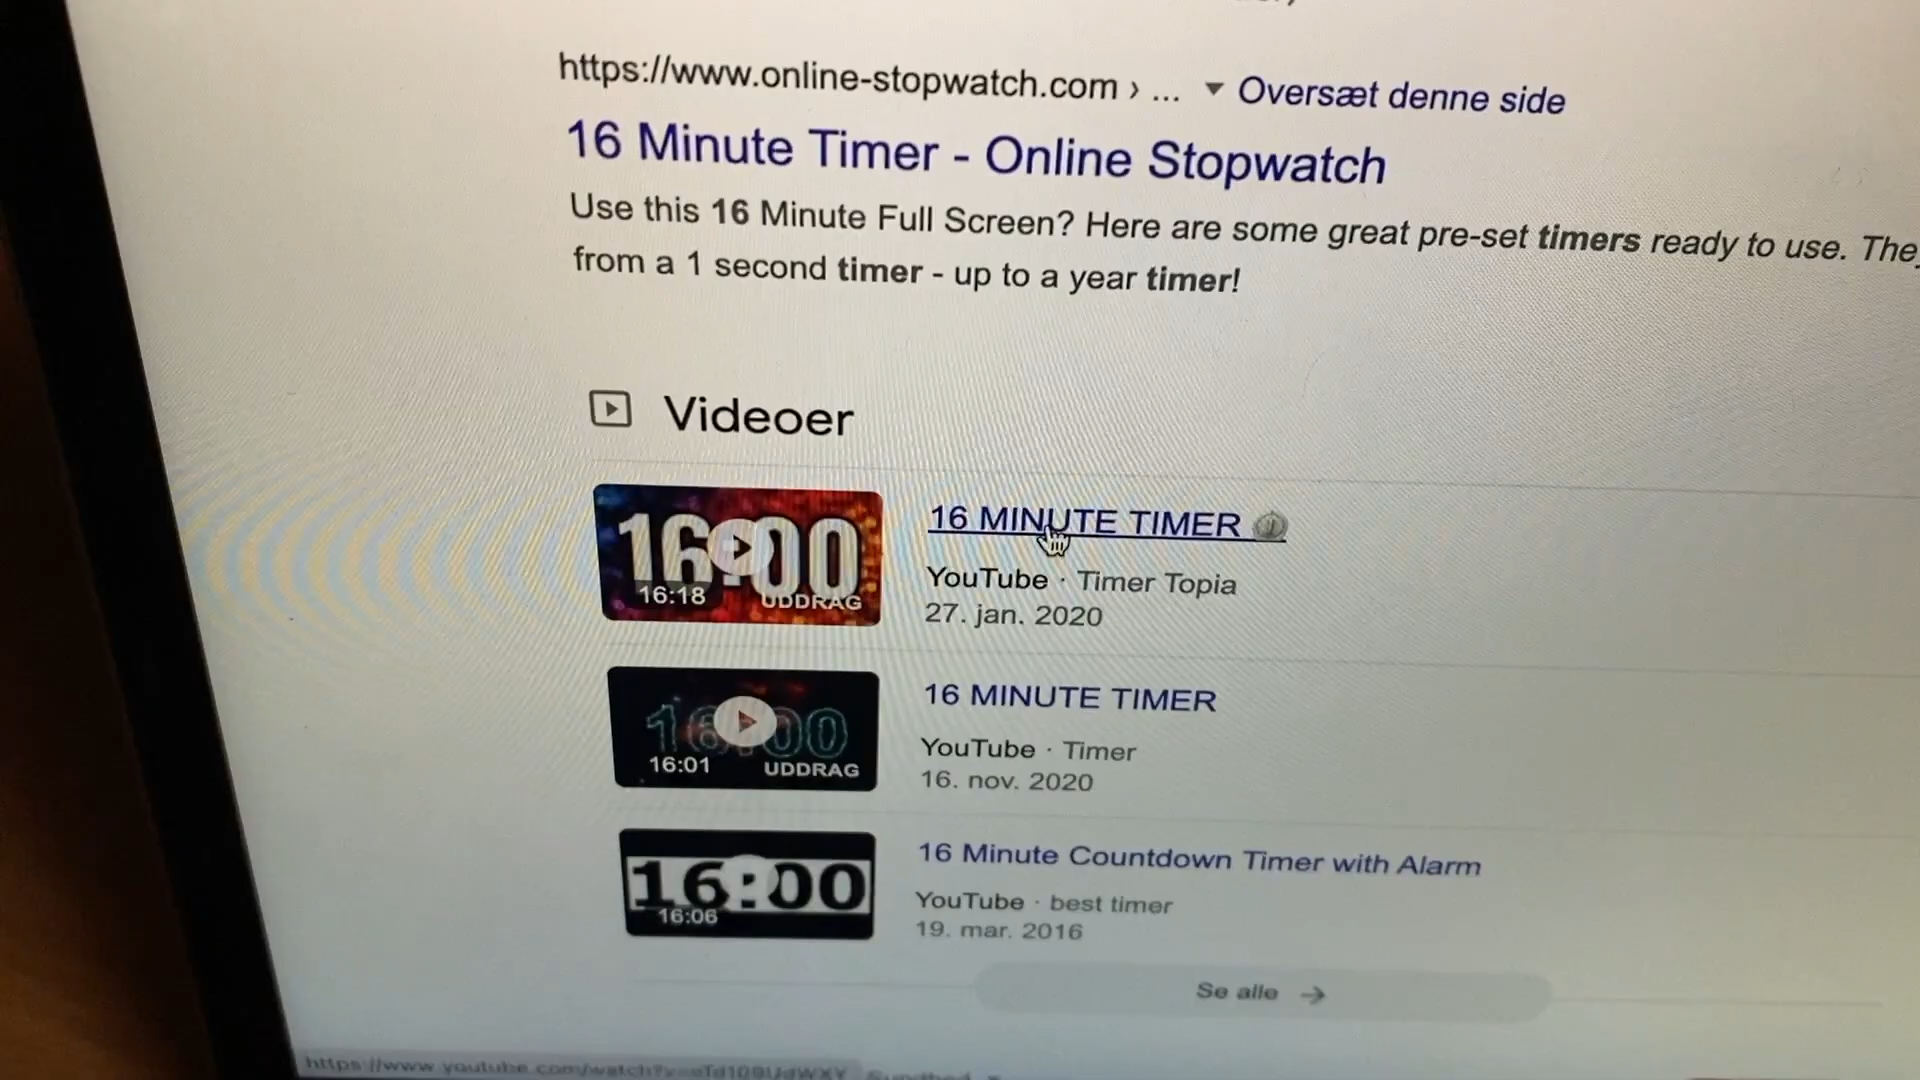 https://www.online-stopwatch.com › ... ▼ Oversæt denne side
16 Minute Timer - Online Stopwatch
Use this 16 Minute Full Screen? Here are some great pre-set timers ready to use. The
from a 1 second timer - up to a year timer!
Videoer
16:00
16:18 UDDRAG
16 MINUTE TIMER
YouTube · Timer Topia
27. jan. 2020
16:00
16:01 UDDRAG
16 MINUTE TIMER
YouTube · Timer
16. nov. 2020
16:00
16:06
16 Minute Countdown Timer with Alarm
YouTube · best timer
19. mar. 2016
Se alle →